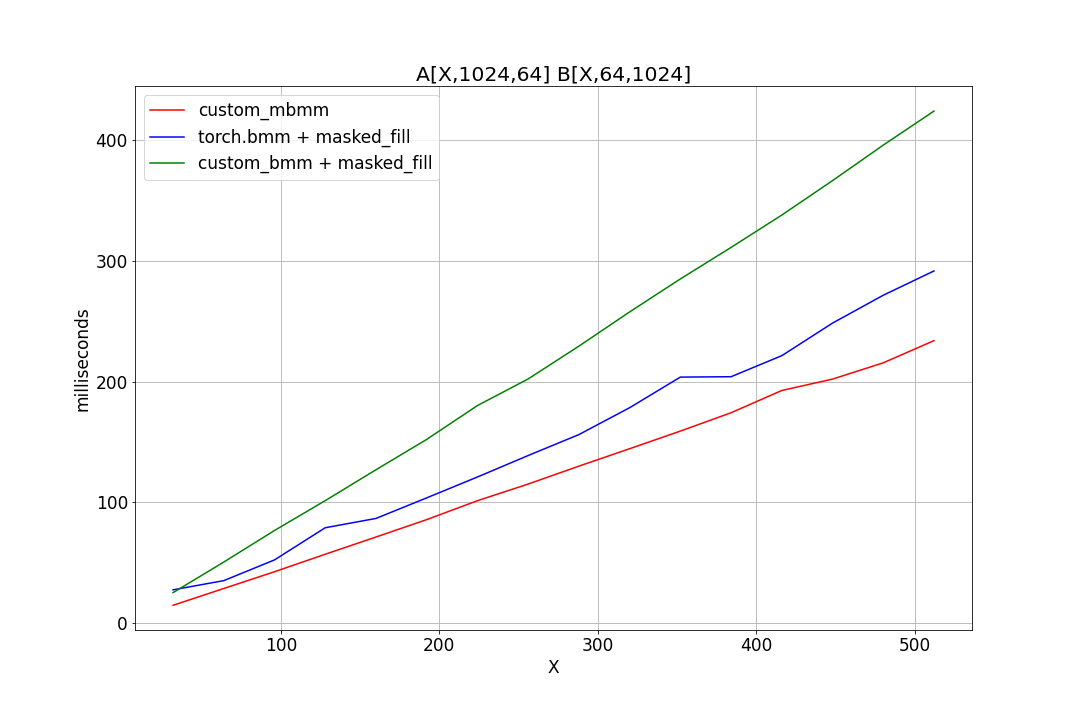 A[X,1024,64] B[X,64,1024]
custom_mbmm
torch.bmm + masked_fill
custom_bmm + masked_fill
400
300
200
100
0
milliseconds
100 200 300 400 500
X